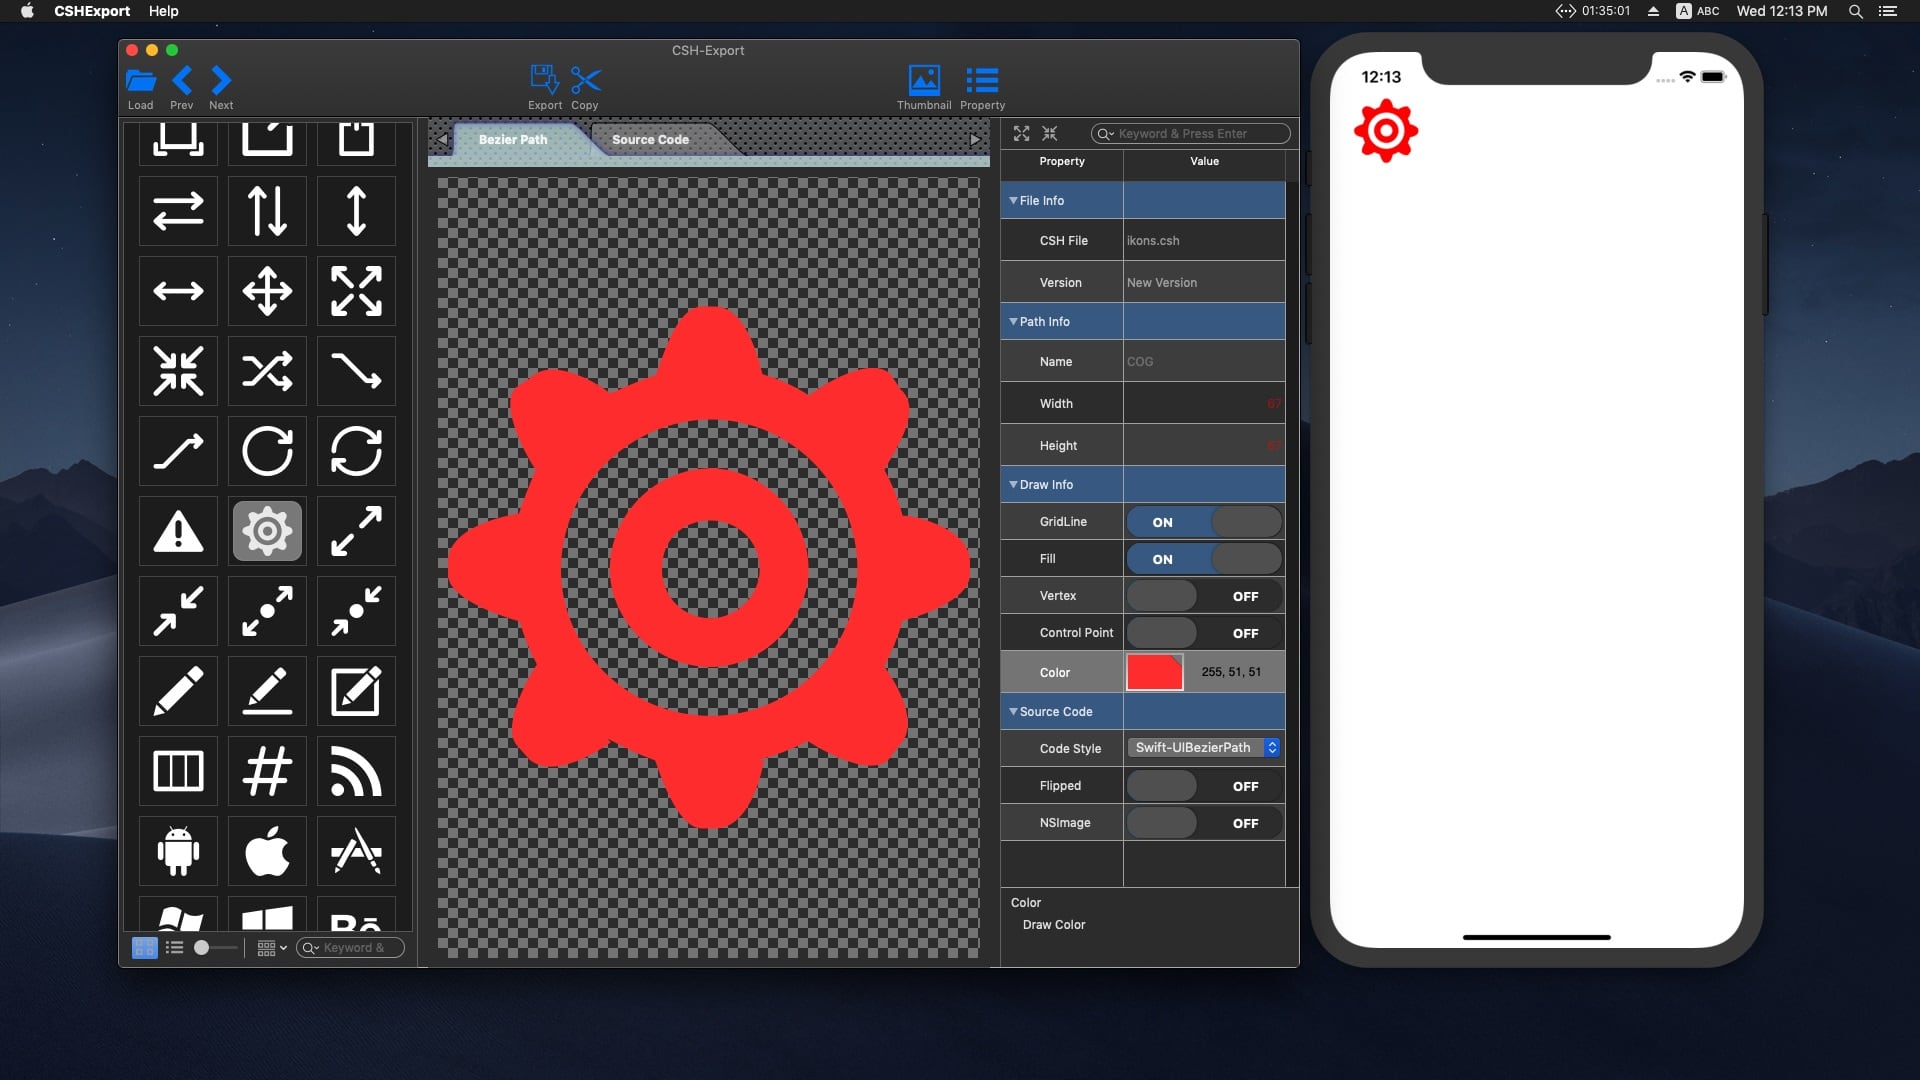 CSHExport Help
01:35:01 A ABC Wed 12:13 PM
CSH-Export
Load Prev Next Export Copy Thumbnail Property
Bezier Path Source Code
Keyword & Press Enter
Property Value
File Info
CSH File ikons.csh
Version New Version
Path Info
Name COG
Width 67
Height 67
Draw Info
GridLine ON
Fill ON
Vertex OFF
Control Point OFF
Color 255, 51, 51
Source Code
Code Style Swift-UIBezierPath
Flipped OFF
NSImage OFF
Color
Draw Color
Keyword &
12:13